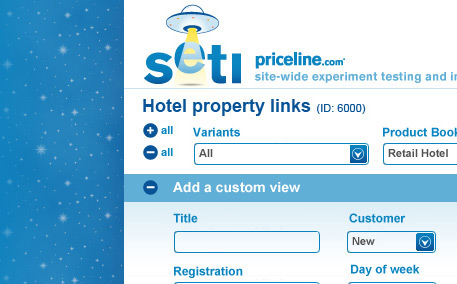 seti priceline.com
site-wide experiment testing and
Hotel property links (ID: 6000)
+ all Variants Product Book
− all All Retail Hotel
− Add a custom view
Title Customer
New
Registration Day of week